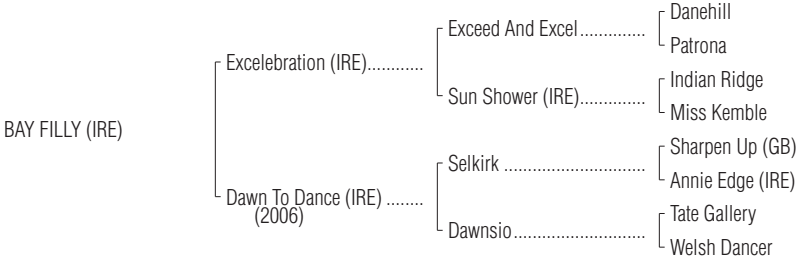 Danehill
Exceed And Excel..............
Patrona
Excelebration (IRE)............
Indian Ridge
Sun Shower (IRE)..............
Miss Kemble
BAY FILLY (IRE)
Sharpen Up (GB)
Selkirk ..............................
Annie Edge (IRE)
Dawn To Dance (IRE) ........
(2006)
Tate Gallery
Dawnsio............................
Welsh Dancer